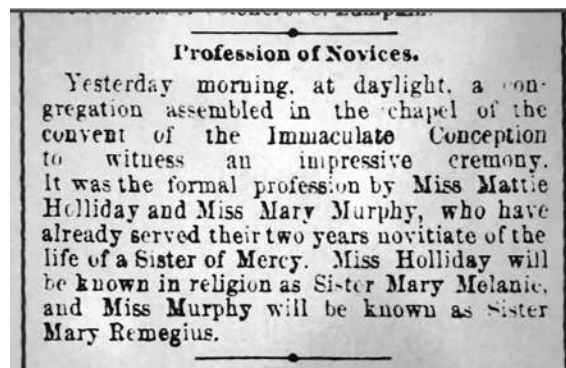 Profession of Novices.
Yesterday morning, at daylight, a con-
gregation assembled in the chapel of the
convent of the Immaculate Conception
to witness an impressive cremony.
It was the formal profession by Miss Mattie
Holliday and Miss Mary Murphy, who have
already served their two years novitiate of the
life of a Sister of Mercy. Miss Holliday will
be known in religion as Sister Mary Melanie,
and Miss Murphy will be known as Sister
Mary Remegius.